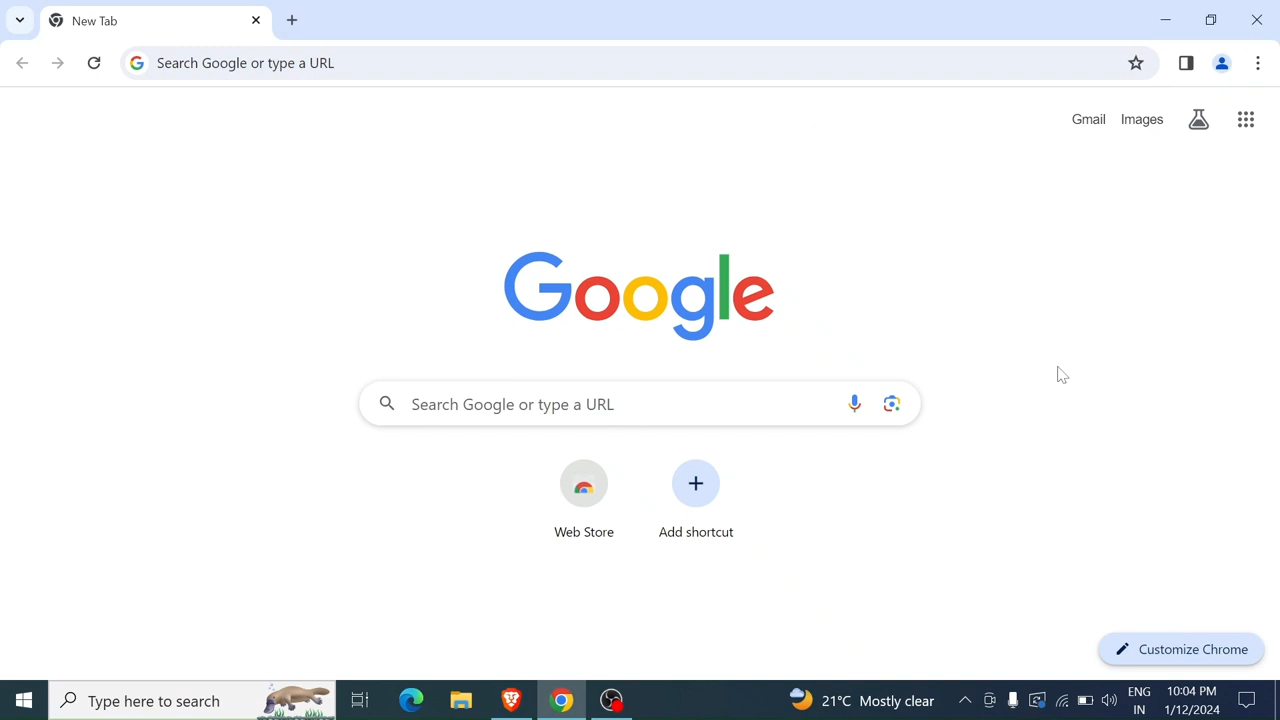 New Tab
Search Google or type a URL
Gmail Images
Google
Search Google or type a URL
Web Store Add shortcut
Customize Chrome
Type here to search
21°C Mostly clear
ENG
IN
10:04 PM
1/12/2024